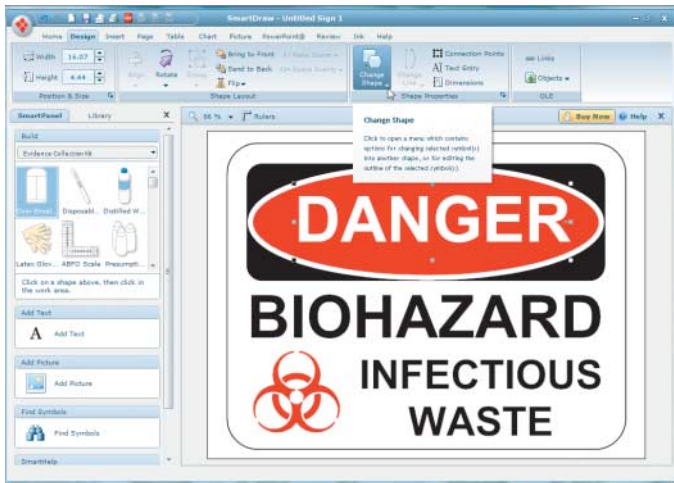 SmartDraw - Untitled Sign 1
Home Design Insert Page Table Chart Picture PowerPoint® Review Ink Help
Width 16.07
Height 4.44
Position & Size
Align
Rotate
Group
Bring to Front
Send to Back
Flip
Shape Layout
Change Shape
Change Line
Connection Points
Text Entry
Dimensions
Shape Properties
Links
Objects
OLE
SmartPanel Library X
Rulers
Buy Now Help X
Build
Evidence Collection Kit
Disposabl... Distilled W...
Latex Glov... ABFO Scale Presumpti...
Click on a shape above, then click in
the work area.
Add Text
A Add Text
Add Picture
Add Picture
Find Symbols
Find Symbols
SmartHelp
Change Shape
Click to open a menu which contains
options for changing selected symbol(s)
into another shape, or for editing the
outline of the selected symbol(s).
DANGER
BIOHAZARD
INFECTIOUS
WASTE